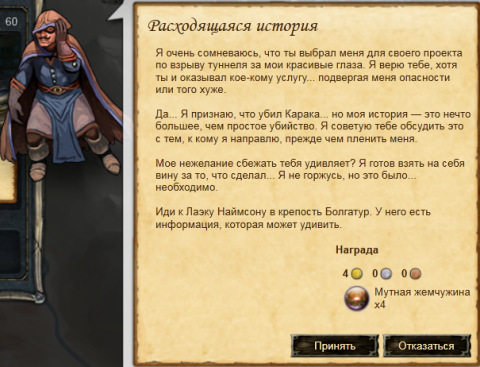 60
Расходящаяся история
Я очень сомневаюсь, что ты выбрал меня для своего проекта
по взрыву туннеля за мои красивые глаза. Я верю тебе, хотя
ты и оказывал кое-кому услугу... подвергая меня опасности
или того хуже.
Да... Я признаю, что убил Карака... но моя история — это нечто
большее, чем простое убийство. Я советую тебе обсудить это
с тем, к кому я направлю, прежде чем пленить меня.
Мое нежелание сбежать тебя удивляет? Я готов взять на себя
вину за то, что сделал... Я не горжусь, но это было...
необходимо.
Иди к Лаэку Наймсону в крепость Болгатур. У него есть
информация, которая может удивить.
Награда
4 0 0
Мутная жемчужина
x4
Принять Отказаться